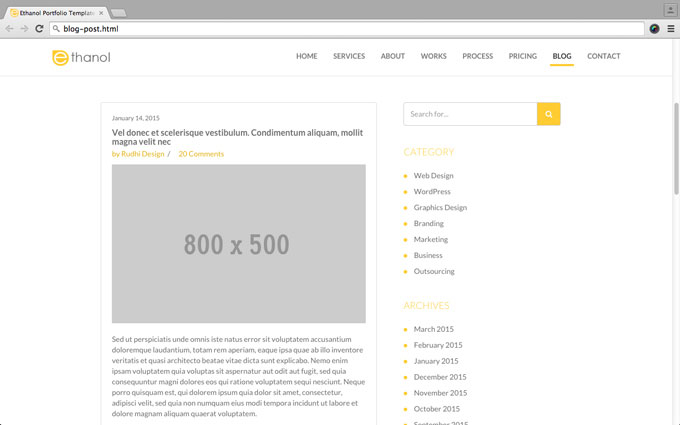 Ethanol Portfolio Template
blog-post.html
ethanol
HOME SERVICES ABOUT WORKS PROCESS PRICING BLOG CONTACT
January 14, 2015
Vel donec et scelerisque vestibulum. Condimentum aliquam, mollit
magna velit nec
by Rudhi Design / 20 Comments
800 x 500
Sed ut perspiciatis unde omnis iste natus error sit voluptatem accusantium
doloremque laudantium, totam rem aperiam, eaque ipsa quae ab illo inventore
veritatis et quasi architecto beatae vitae dicta sunt explicabo. Nemo enim
ipsam voluptatem quia voluptas sit aspernatur aut odit aut fugit, sed quia
consequuntur magni dolores eos qui ratione voluptatem sequi nesciunt. Neque
porro quisquam est, qui dolorem ipsum quia dolor sit amet, consectetur,
adipisci velit, sed quia non numquam eius modi tempora incidunt ut labore et
dolore magnam aliquam quaerat voluptatem.
Search for...
CATEGORY
Web Design
WordPress
Graphics Design
Branding
Marketing
Business
Outsourcing
ARCHIVES
March 2015
February 2015
January 2015
December 2015
November 2015
October 2015
September 2015